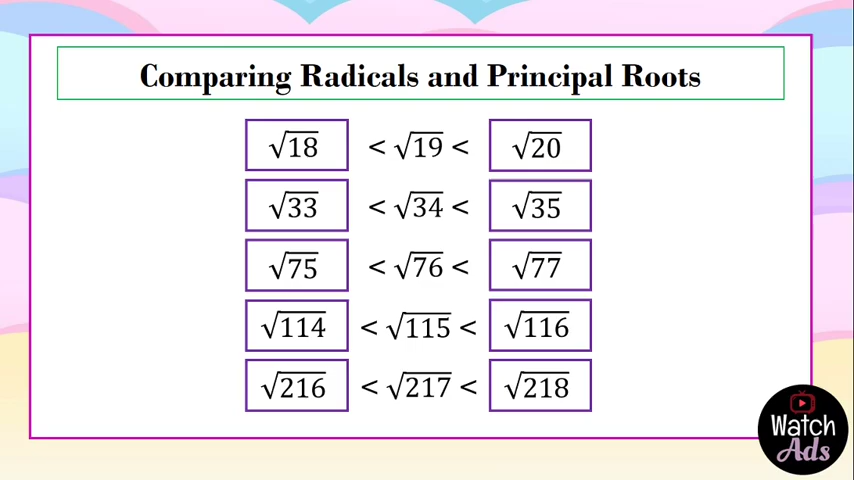 Comparing Radicals and Principal Roots
√18 < √19 < √20
√33 < √34 < √35
√75 < √76 < √77
√114 < √115 < √116
√216 < √217 < √218
Watch
Ads